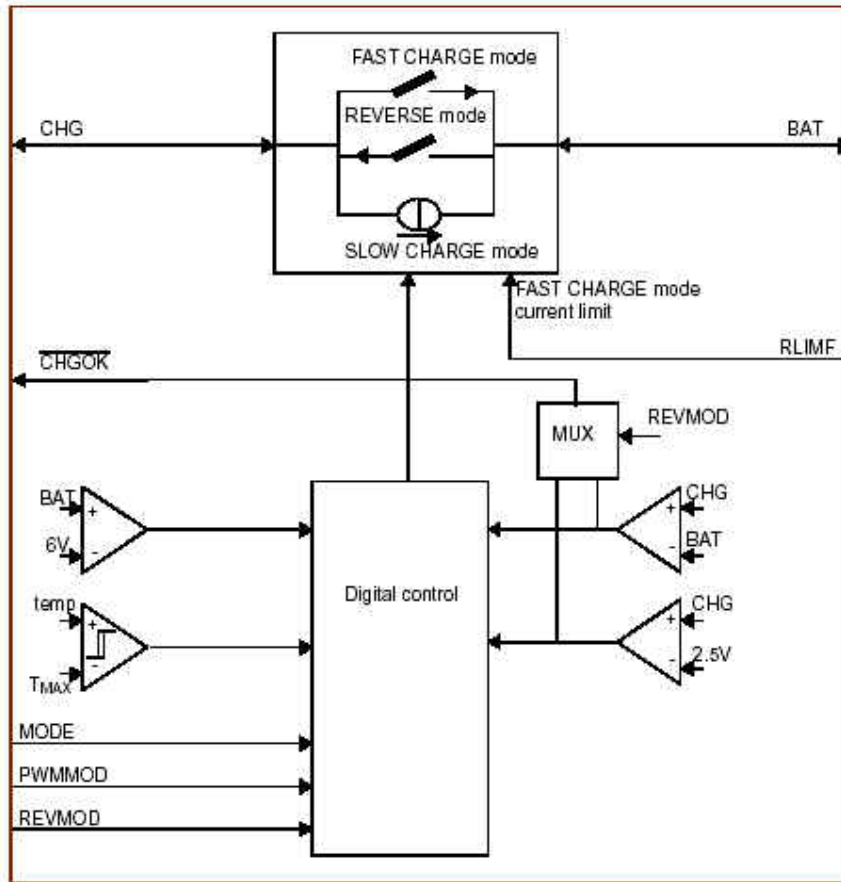 FAST CHARGE mode
REVERSE mode
CHG
BAT
SLOW CHARGE mode
FAST CHARGE mode
current limit
CHGOK
RLIMF
MUX
REVMOD
BAT
+
6V
-
CHG
+
BAT
-
Digital control
temp
+
TMAX
-
CHG
+
2.5V
-
MODE
PWMMOD
REVMOD